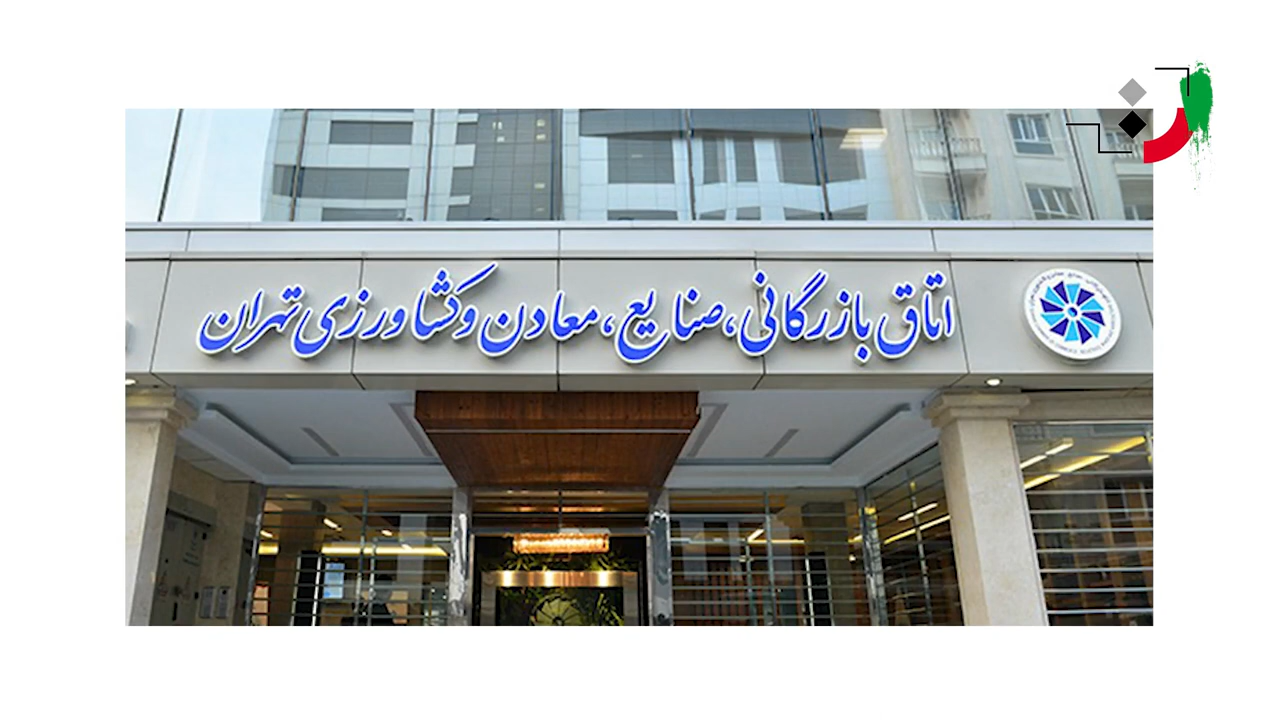 اتاق بازرگانی، صنایع، معادن و کشاورزی تهران